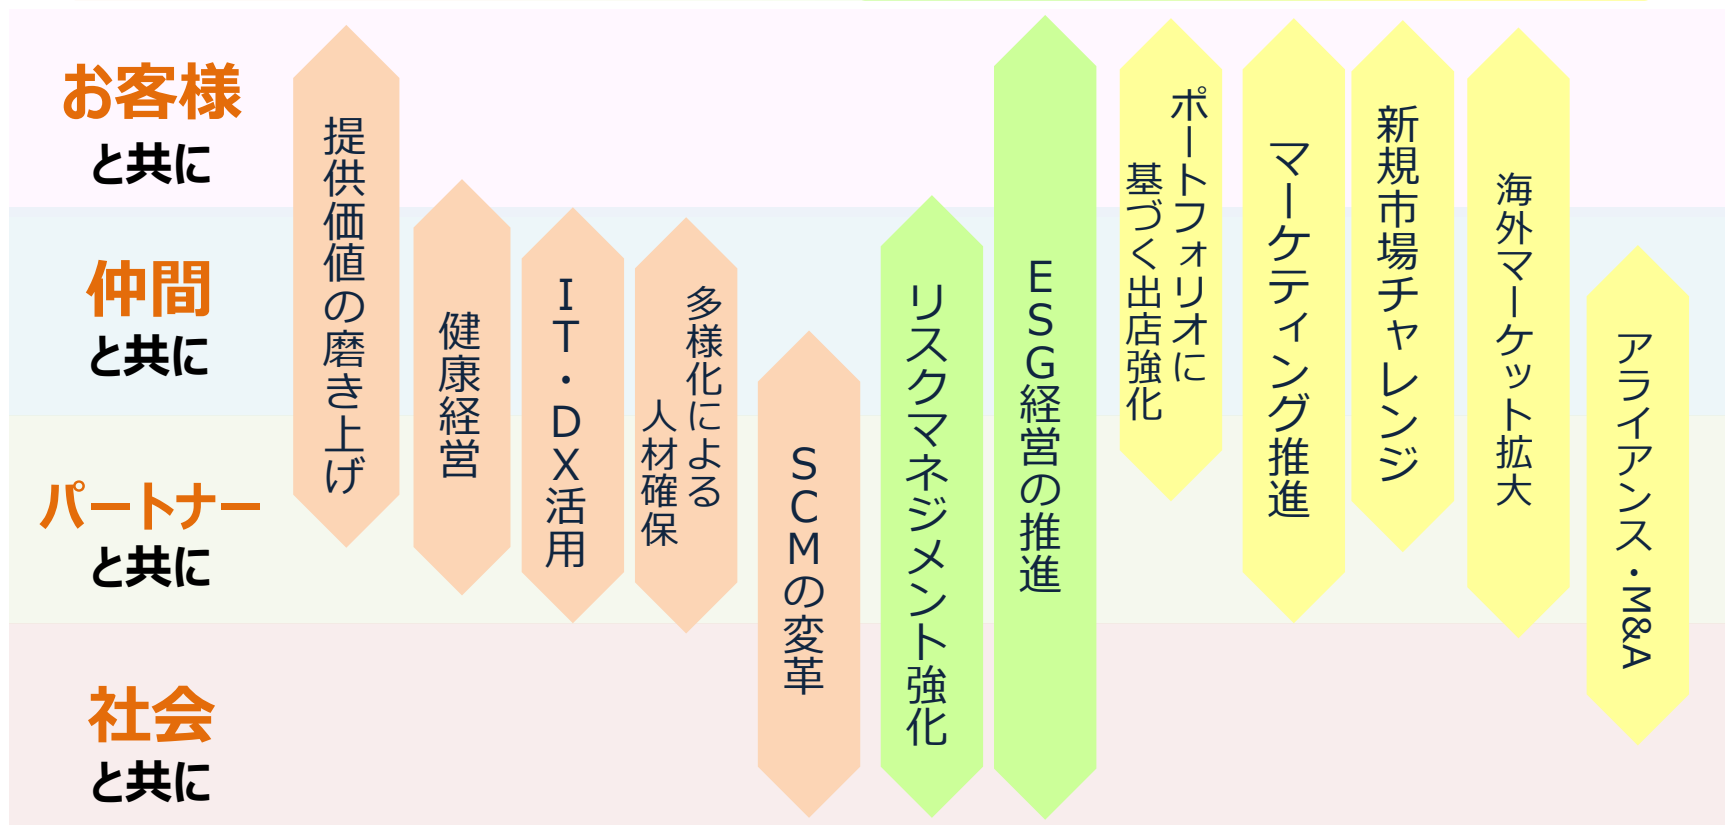 お客様
と共に
仲間
と共に
パートナー
と共に
社会
と共に
提供価値の磨き上げ
健康経営
IT・DX活用
多様化による
人材確保
SCMの変革
リスクマネジメント強化
ESG経営の推進
ポートフォリオに
基づく出店強化
マーケティング推進
新規市場チャレンジ
海外マーケット拡大
アライアンス・M&A